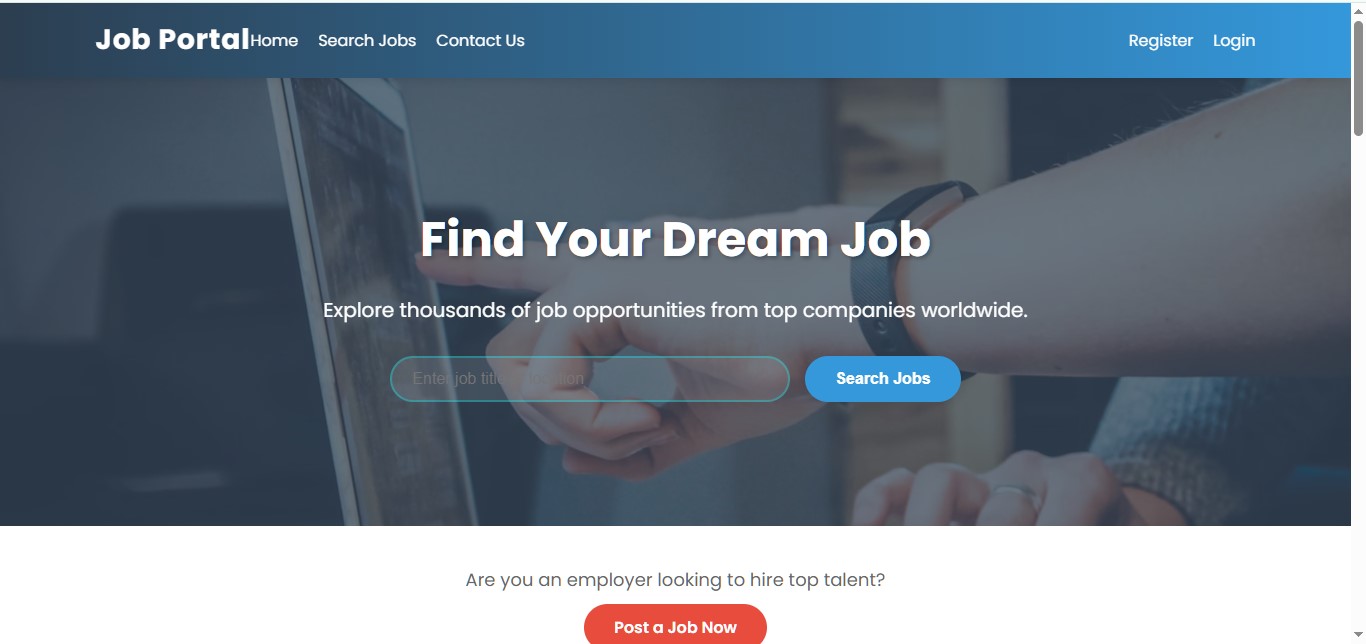 Job Portal Home Search Jobs Contact Us Register Login
Find Your Dream Job
Explore thousands of job opportunities from top companies worldwide.
Enter job title or location Search Jobs
Are you an employer looking to hire top talent?
Post a Job Now